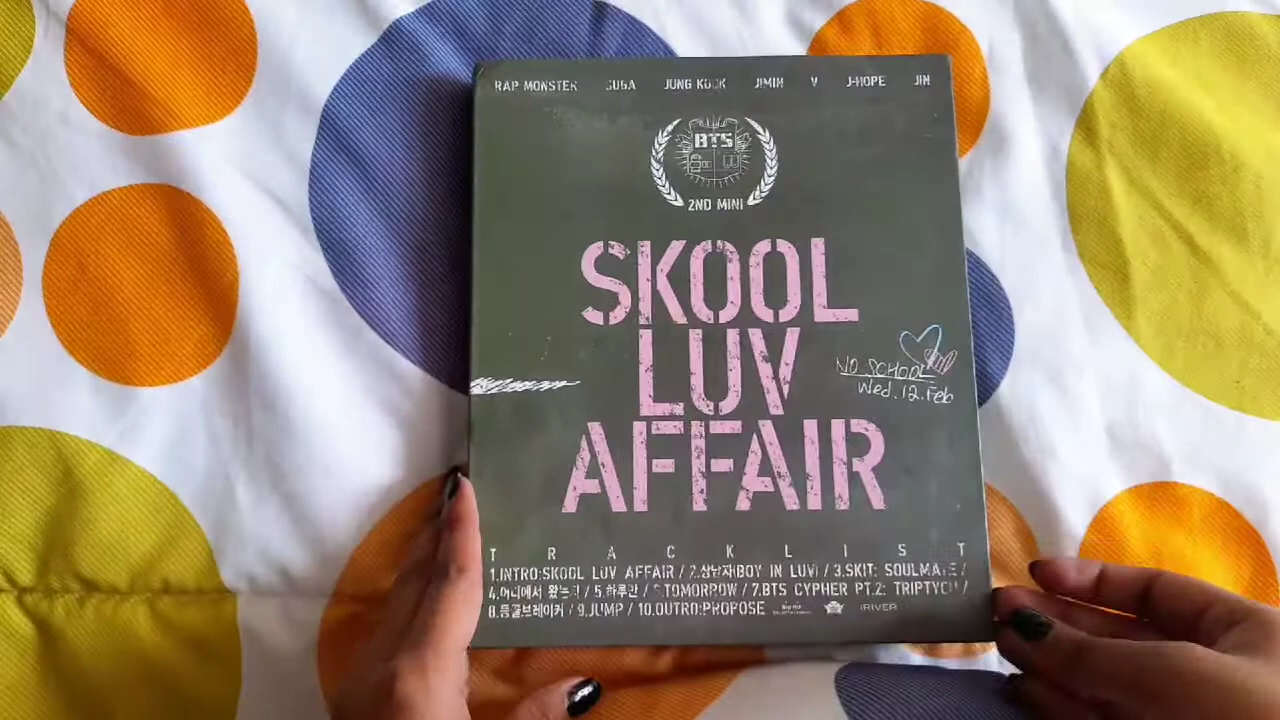 RAP MONSTER SUGA JUNG KOOK JIMIN V J-HOPE JIN
BTS
2ND MINI
SKOOL
LUV
AFFAIR
NO SCHOOL
Wed.12.Feb
TRACKLIST
1.INTRO:SKOOL LUV AFFAIR / 2.상남자(BOY IN LUV) / 3.SKIT: SOULMATE /
4.어디에서 왔는지 / 5.하루만 / 6.TOMORROW / 7.BTS CYPHER PT.2: TRIPTYCH /
8.등골브레이커 / 9.JUMP / 10.OUTRO:PROPOSE Big Hit iRIVER